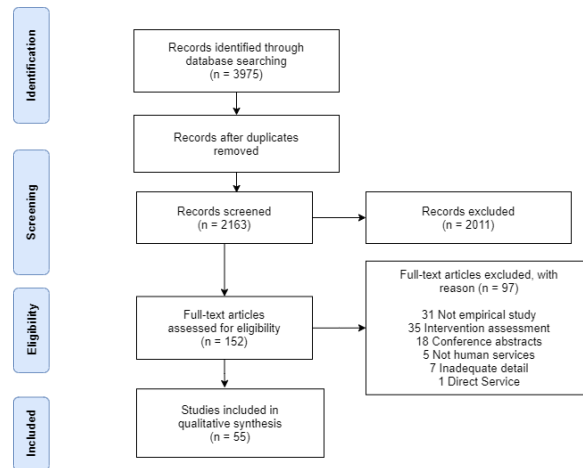 Identification
Records identified through
database searching
(n = 3975)
Records after duplicates
removed
Screening
Records screened
(n = 2163)
Records excluded
(n = 2011)
Eligibility
Full-text articles
assessed for eligibility
(n = 152)
Full-text articles excluded, with
reason (n = 97)
31 Not empirical study
35 Intervention assessment
18 Conference abstracts
5 Not human services
7 Inadequate detail
1 Direct Service
Included
Studies included in
qualitative synthesis
(n = 55)